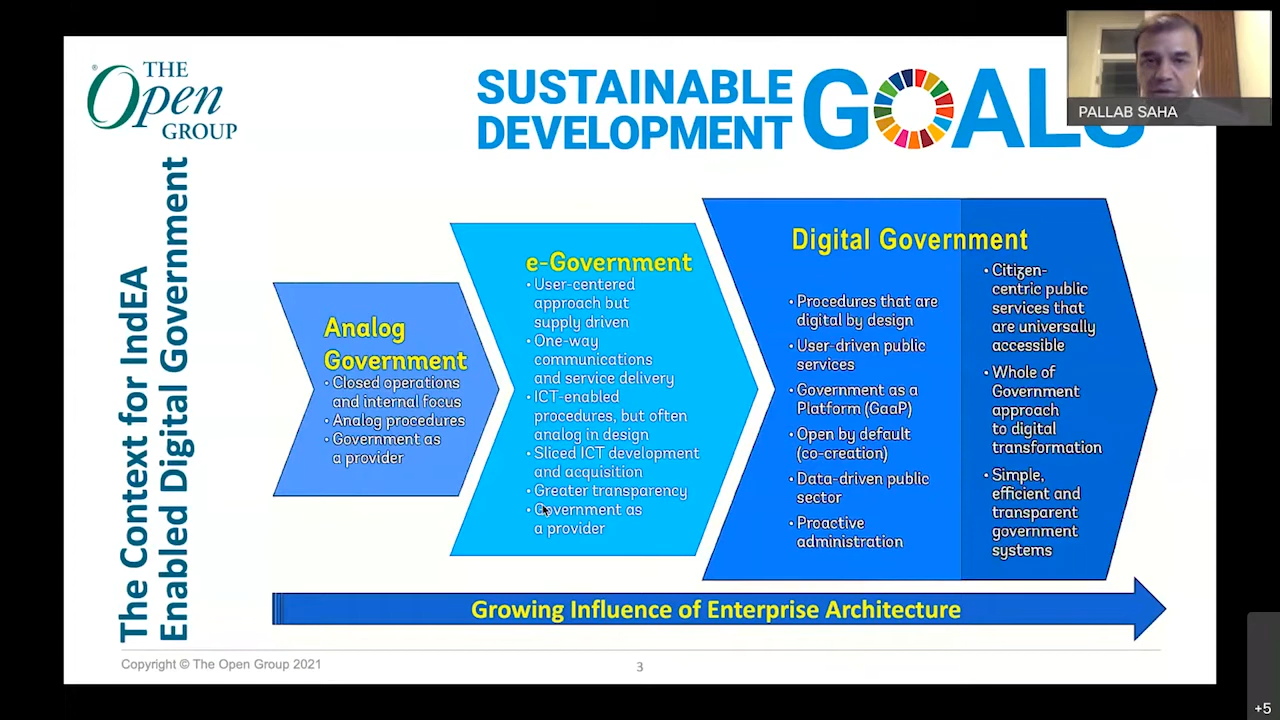 THE
Open
GROUP
®
SUSTAINABLE
DEVELOPMENT
GOALS
PALLAB SAHA
The Context for IndEA
Enabled Digital Government
Analog
Government
• Closed operations
and internal focus
• Analog procedures
• Government as
a provider
e-Government
• User-centered
approach but
supply driven
• One-way
communications
and service delivery
• ICT-enabled
procedures, but often
analog in design
• Sliced ICT development
and acquisition
• Greater transparency
• Government as
a provider
Digital Government
• Procedures that are
digital by design
• User-driven public
services
• Government as a
Platform (GaaP)
• Open by default
(co-creation)
• Data-driven public
sector
• Proactive
administration
• Citizen-
centric public
services that
are universally
accessible
• Whole of
Government
approach
to digital
transformation
• Simple,
efficient and
transparent
government
systems
Growing Influence of Enterprise Architecture
Copyright © The Open Group 2021
3
+5